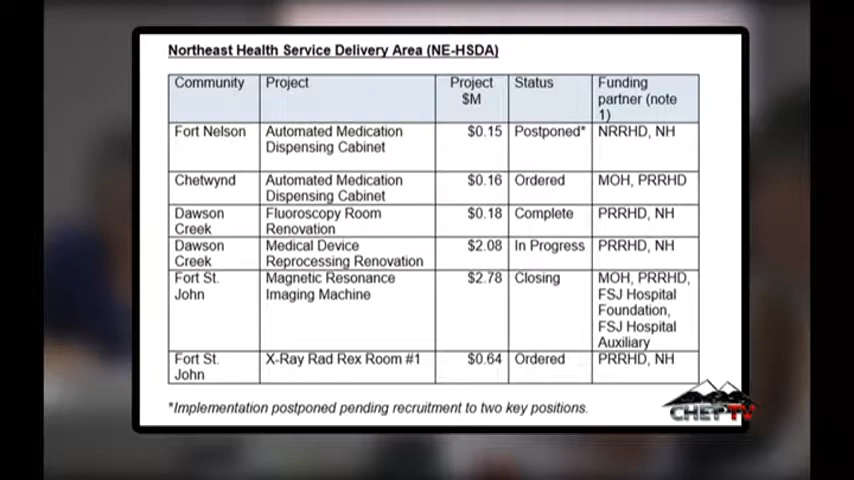 Northeast Health Service Delivery Area (NE-HSDA)
Community Project Project $M Status Funding partner (note 1)
Fort Nelson Automated Medication Dispensing Cabinet $0.15 Postponed* NRRHD, NH
Chetwynd Automated Medication Dispensing Cabinet $0.16 Ordered MOH, PRRHD
Dawson Creek Fluoroscopy Room Renovation $0.18 Complete PRRHD, NH
Dawson Creek Medical Device Reprocessing Renovation $2.08 In Progress PRRHD, NH
Fort St. John Magnetic Resonance Imaging Machine $2.78 Closing MOH, PRRHD, FSJ Hospital Foundation, FSJ Hospital Auxiliary
Fort St. John X-Ray Rad Rex Room #1 $0.64 Ordered PRRHD, NH
*Implementation postponed pending recruitment to two key positions.
CHET TV